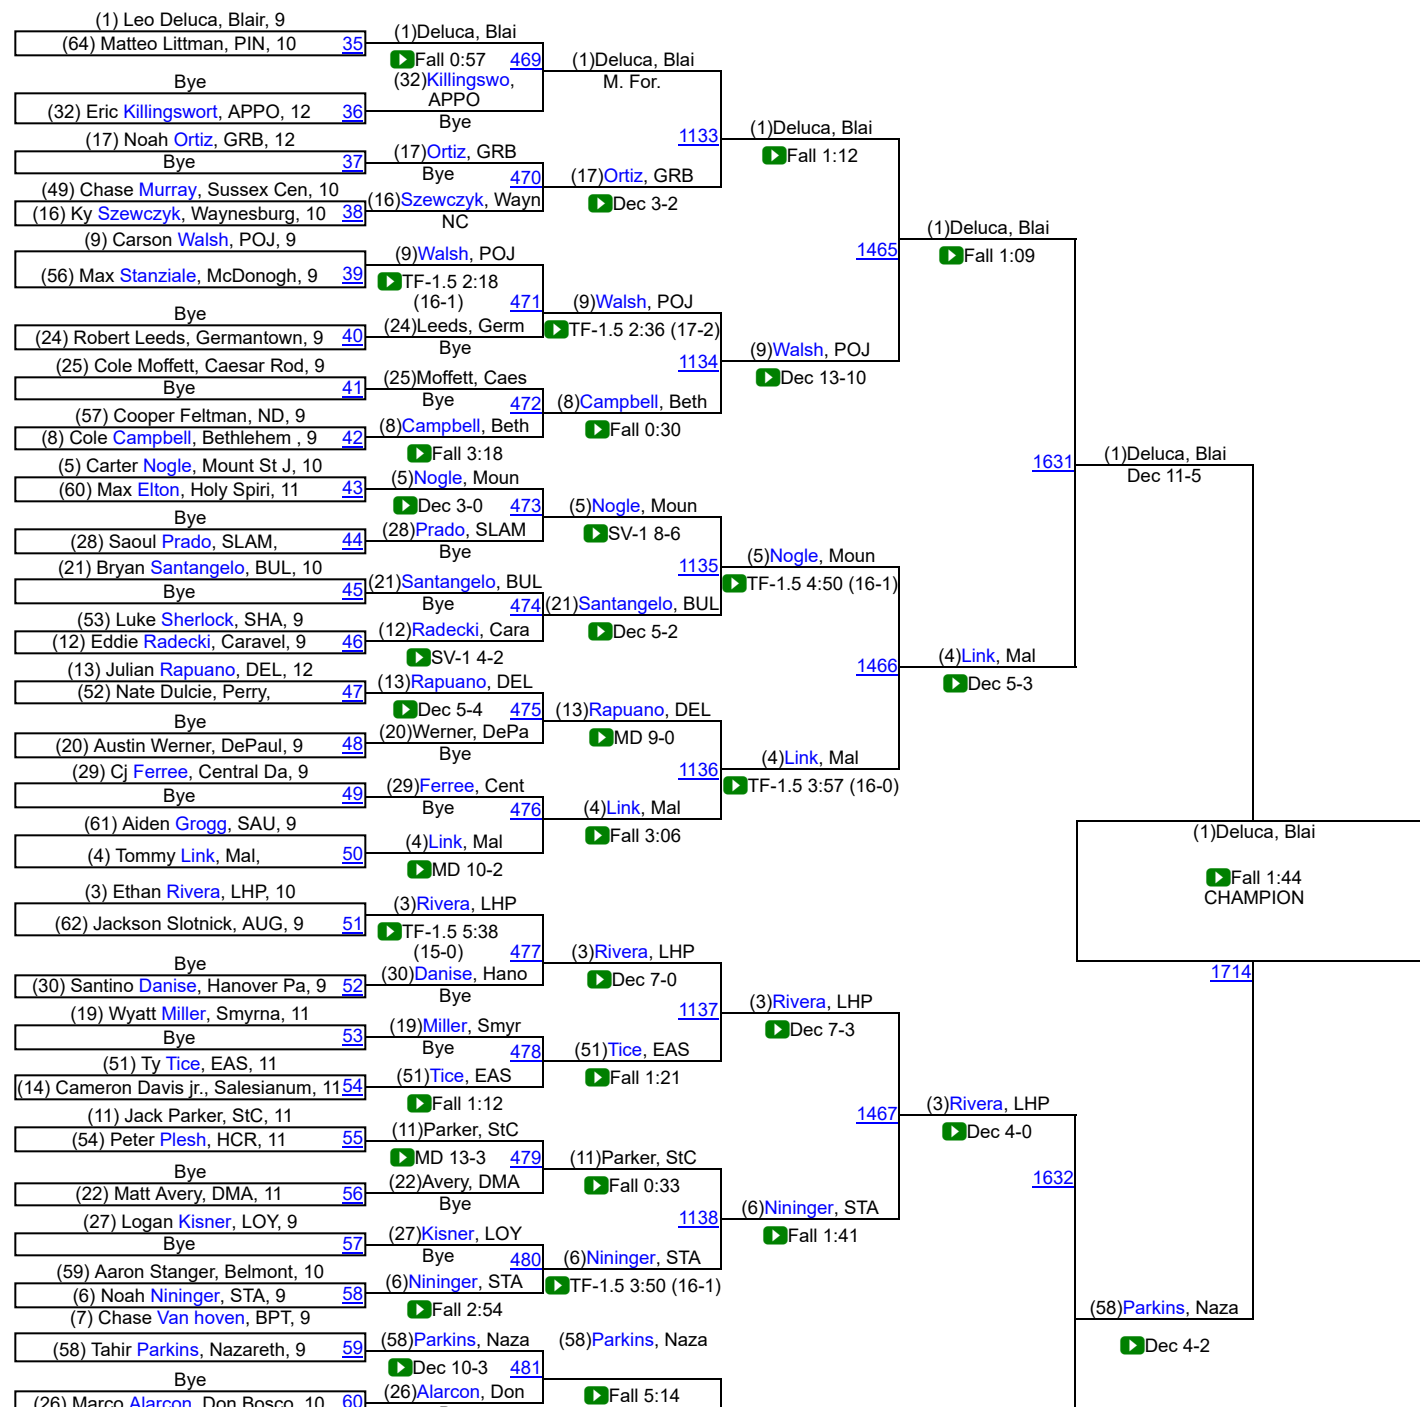 (1) Leo Deluca, Blair, 9
(64) Matteo Littman, PIN, 10 35
Bye
(32) Eric Killingswort, APPO, 12 36
(17) Noah Ortiz, GRB, 12
Bye 37
(49) Chase Murray, Sussex Cen, 10
(16) Ky Szewczyk, Waynesburg, 10 38
(9) Carson Walsh, POJ, 9
(56) Max Stanziale, McDonogh, 9 39
Bye
(24) Robert Leeds, Germantown, 9 40
(25) Cole Moffett, Caesar Rod, 9
Bye 41
(57) Cooper Feltman, ND, 9
(8) Cole Campbell, Bethlehem , 9 42
(5) Carter Nogle, Mount St J, 10
(60) Max Elton, Holy Spiri, 11 43
Bye
(28) Saoul Prado, SLAM, 44
(21) Bryan Santangelo, BUL, 10
Bye 45
(53) Luke Sherlock, SHA, 9
(12) Eddie Radecki, Caravel, 9 46
(13) Julian Rapuano, DEL, 12
(52) Nate Dulcie, Perry, 47
Bye
(20) Austin Werner, DePaul, 9 48
(29) Cj Ferree, Central Da, 9
Bye 49
(61) Aiden Grogg, SAU, 9
(4) Tommy Link, Mal, 50
(3) Ethan Rivera, LHP, 10
(62) Jackson Slotnick, AUG, 9 51
Bye
(30) Santino Danise, Hanover Pa, 9 52
(19) Wyatt Miller, Smyrna, 11
Bye 53
(51) Ty Tice, EAS, 11
(14) Cameron Davis jr., Salesianum, 11 54
(11) Jack Parker, StC, 11
(54) Peter Plesh, HCR, 11 55
Bye
(22) Matt Avery, DMA, 11 56
(27) Logan Kisner, LOY, 9
Bye 57
(59) Aaron Stanger, Belmont, 10
(6) Noah Nininger, STA, 9 58
(7) Chase Van hoven, BPT, 9
(58) Tahir Parkins, Nazareth, 9 59
Bye
(26) Marco Alarcon, Don Bosco, 10 60
(1)Deluca, Blai
Fall 0:57 469
(32)Killingswo,
APPO
Bye
(17)Ortiz, GRB
Bye 470
(16)Szewczyk, Wayn
NC
(9)Walsh, POJ
TF-1.5 2:18
(16-1) 471
(24)Leeds, Germ
Bye
(25)Moffett, Caes
Bye 472
(8)Campbell, Beth
Fall 3:18
(5)Nogle, Moun
Dec 3-0 473
(28)Prado, SLAM
Bye
(21)Santangelo, BUL
Bye 474
(12)Radecki, Cara
SV-1 4-2
(13)Rapuano, DEL
Dec 5-4 475
(20)Werner, DePa
Bye
(29)Ferree, Cent
Bye 476
(4)Link, Mal
MD 10-2
(3)Rivera, LHP
TF-1.5 5:38
(15-0) 477
(30)Danise, Hano
Bye
(19)Miller, Smyr
Bye 478
(51)Tice, EAS
Fall 1:12
(11)Parker, StC
MD 13-3 479
(22)Avery, DMA
Bye
(27)Kisner, LOY
Bye 480
(6)Nininger, STA
Fall 2:54
(58)Parkins, Naza
Dec 10-3 481
(26)Alarcon, Don
(1)Deluca, Blai
M. For.
1133
(17)Ortiz, GRB
Dec 3-2
(9)Walsh, POJ
TF-1.5 2:36 (17-2)
1134
(8)Campbell, Beth
Fall 0:30
(5)Nogle, Moun
SV-1 8-6
1135
(21)Santangelo, BUL
Dec 5-2
(13)Rapuano, DEL
MD 9-0
1136
(4)Link, Mal
Fall 3:06
(3)Rivera, LHP
Dec 7-0
1137
(51)Tice, EAS
Fall 1:21
(11)Parker, StC
Fall 0:33
1138
(6)Nininger, STA
TF-1.5 3:50 (16-1)
(58)Parkins, Naza
Fall 5:14
(1)Deluca, Blai
Fall 1:12
1465
(9)Walsh, POJ
Dec 13-10
(5)Nogle, Moun
TF-1.5 4:50 (16-1)
1466
(4)Link, Mal
TF-1.5 3:57 (16-0)
(3)Rivera, LHP
Dec 7-3
1467
(6)Nininger, STA
Fall 1:41
(1)Deluca, Blai
Fall 1:09
1631
(4)Link, Mal
Dec 5-3
(3)Rivera, LHP
Dec 4-0
1632
(1)Deluca, Blai
Dec 11-5
(58)Parkins, Naza
Dec 4-2
(1)Deluca, Blai
Fall 1:44
CHAMPION
1714